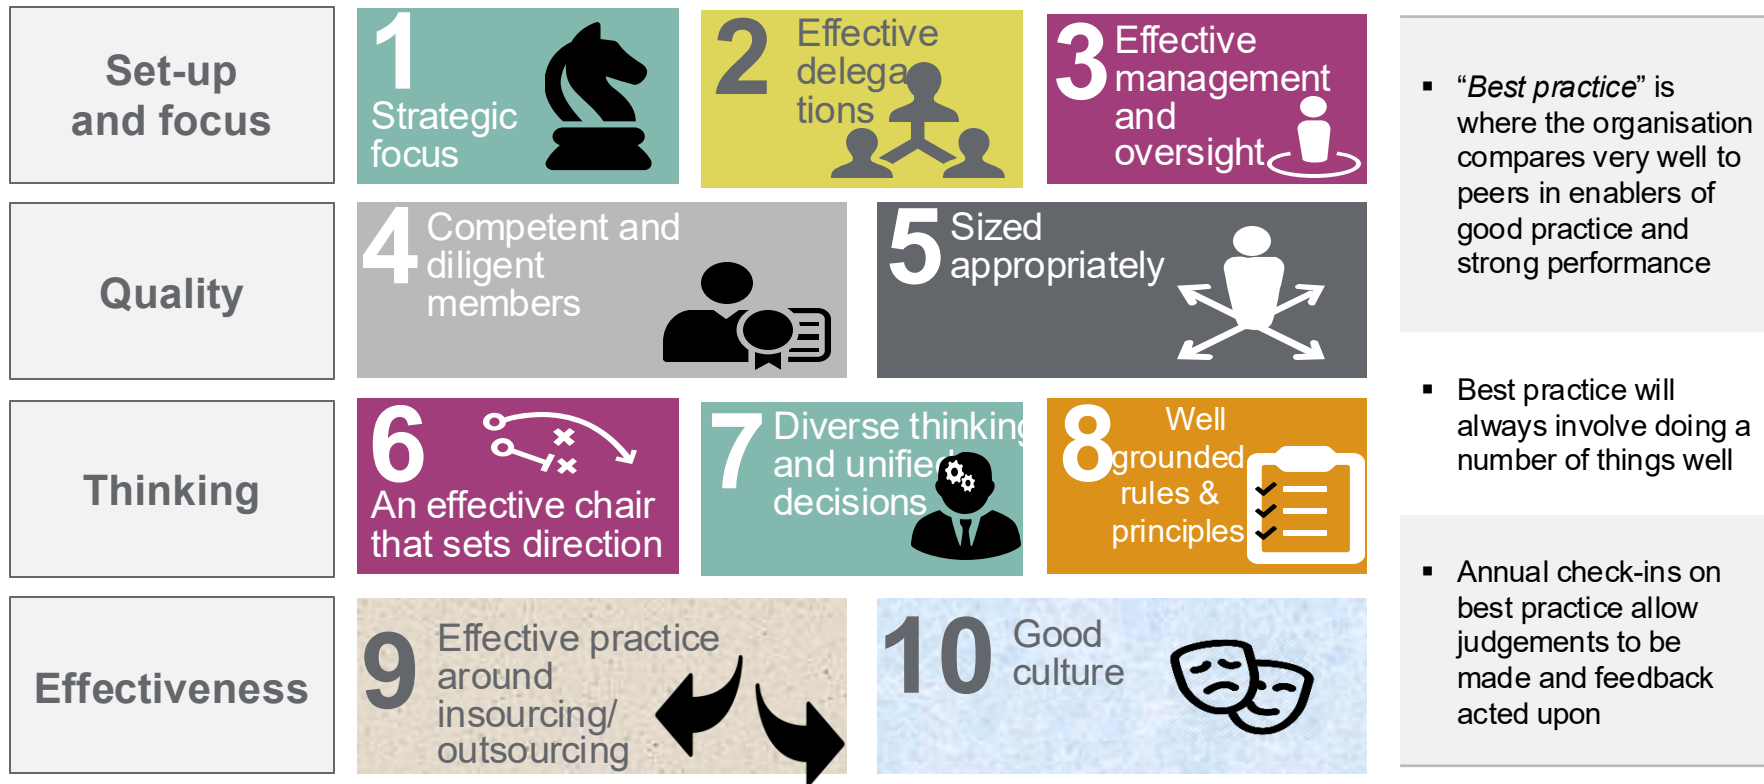 Set-up
and focus
1
Strategic
focus
2
Effective
delega
tions
3
Effective
management
and
oversight
Quality
4
Competent and
diligent
members
5
Sized
appropriately
Thinking
6
An effective chair
that sets direction
7
Diverse thinking
and unified
decisions
8
Well
grounded
rules &
principles
Effectiveness
9
Effective practice
around
insourcing/
outsourcing
10
Good
culture
▪ “Best practice” is
where the organisation
compares very well to
peers in enablers of
good practice and
strong performance
▪ Best practice will
always involve doing a
number of things well
▪ Annual check-ins on
best practice allow
judgements to be
made and feedback
acted upon